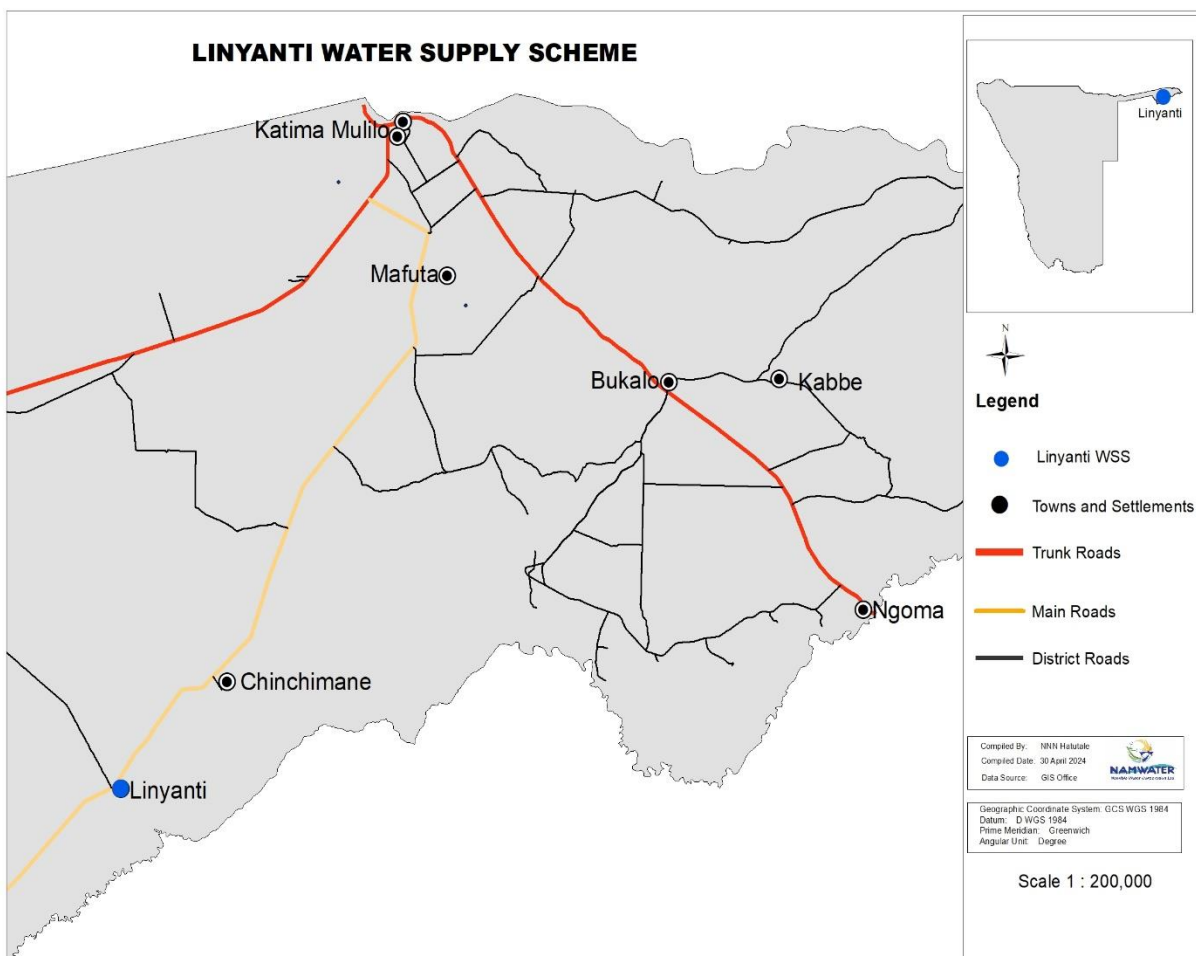 LINYANTI WATER SUPPLY SCHEME
Katima Mulilo
Mafuta
Bukalo
Kabbe
Ngoma
Chinchimane
Linyanti
Linyanti
N
Legend
Linyanti WSS
Towns and Settlements
Trunk Roads
Main Roads
District Roads
Compiled By: NNN Hatutale
Compiled Date: 30 April 2024
Data Source: GIS Office
NAMWATER
Geographic Coordinate System: GCS WGS 1984
Datum: D WGS 1984
Prime Meridian: Greenwich
Angular Unit: Degree
Scale 1 : 200,000